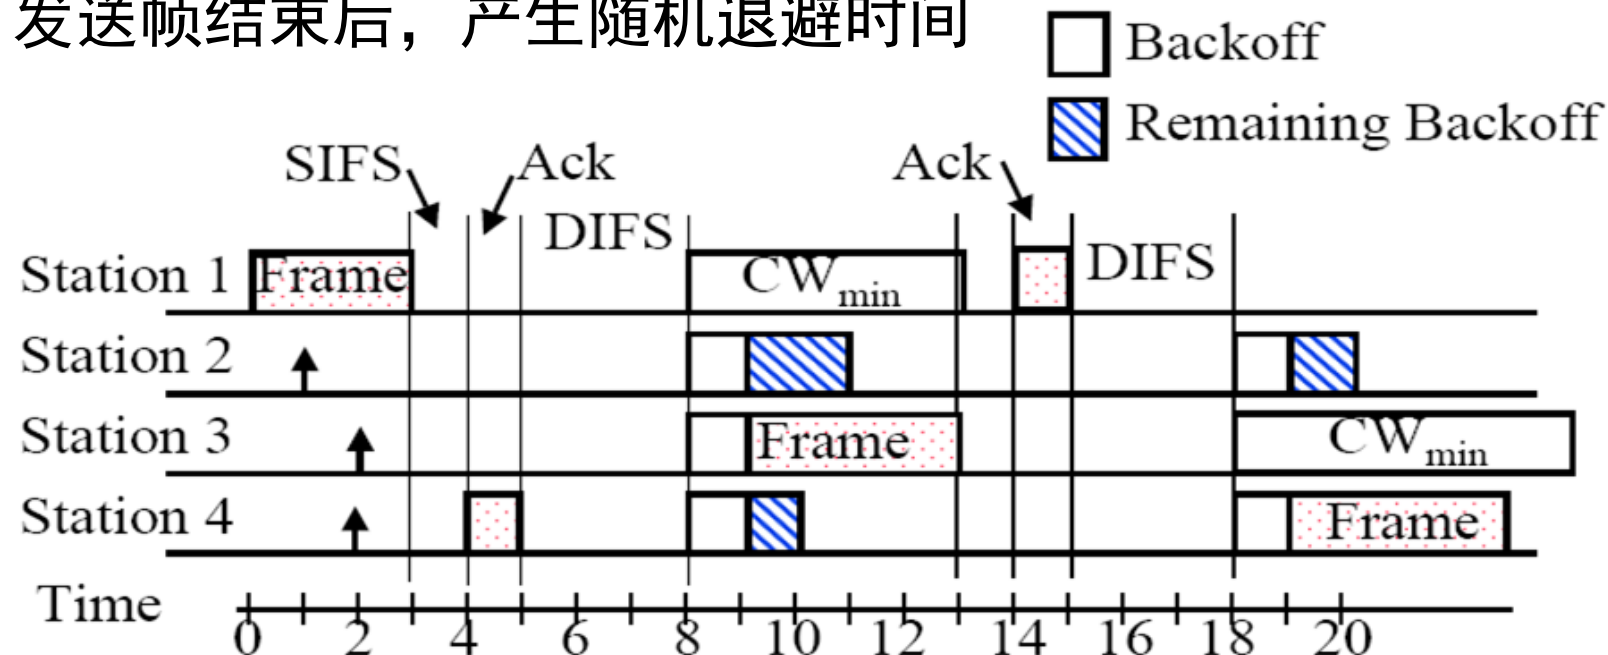 发送帧结束后，产生随机退避时间
Backoff
Remaining Backoff
SIFS
Ack
Ack
DIFS
DIFS
Station 1
Frame
CWmin
Station 2
Station 3
Frame
CWmin
Station 4
Frame
Time
0 2 4 6 8 10 12 14 16 18 20